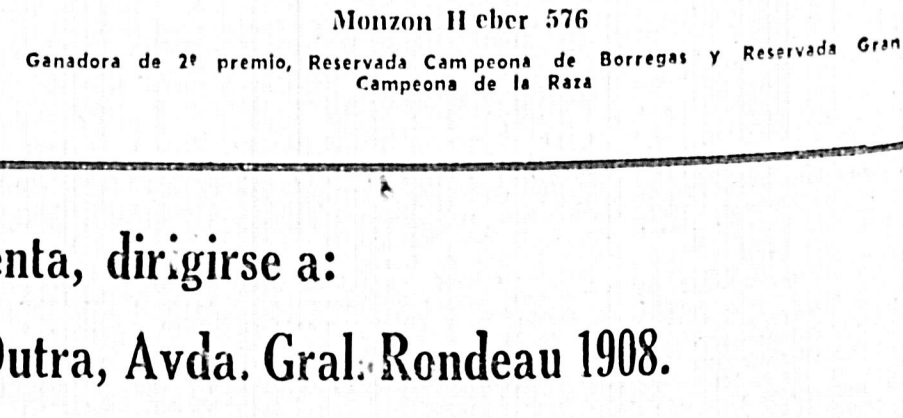 Monzon Heber 576
Ganadora de 2º premio, Reservada Campeona de Borregas y Reservada Gran
Campeona de la Raza
enta, dirigirse a:
Dutra, Avda. Gral. Rondeau 1908.